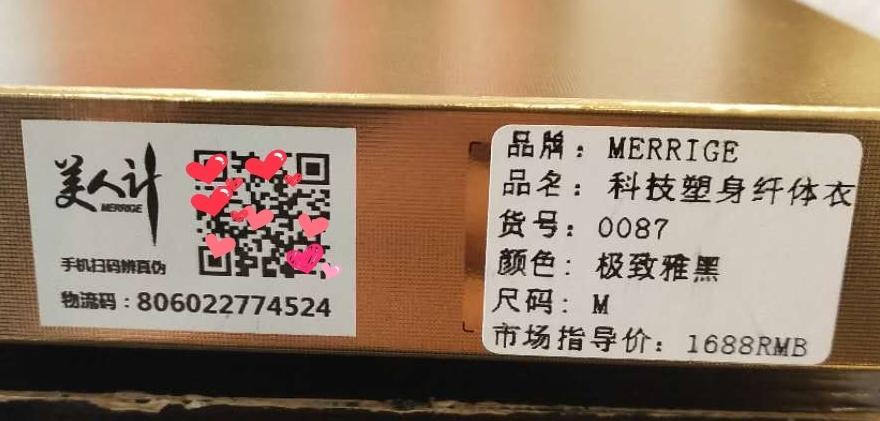 美人计
MERRIGE
手机扫码辨真伪
物流码：806022774524
品牌：MERRIGE
品名：科技塑身纤体衣
货号：0087
颜色：极致雅黑
尺码：M
市场指导价：1688RMB